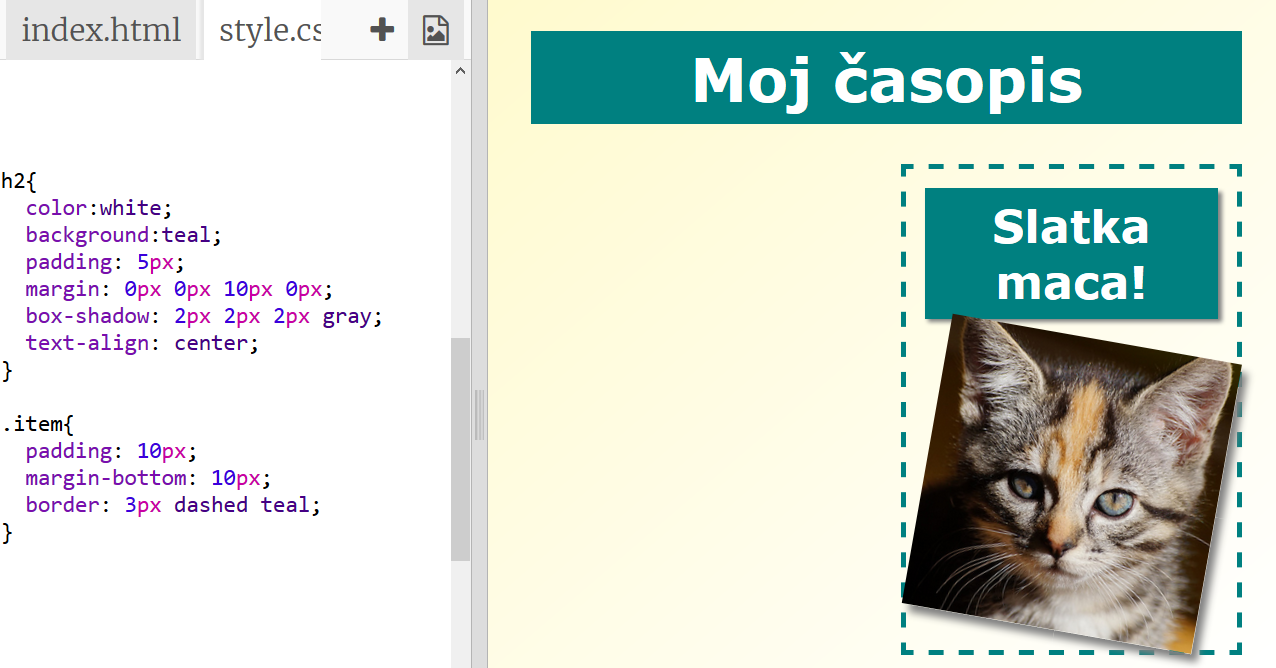 index.html
style.cs
h2{
color:white;
background:teal;
padding: 5px;
margin: 0px 0px 10px 0px;
box-shadow: 2px 2px 2px gray;
text-align: center;
}
.item{
padding: 10px;
margin-bottom: 10px;
border: 3px dashed teal;
}
Moj časopis
Slatka
maca!